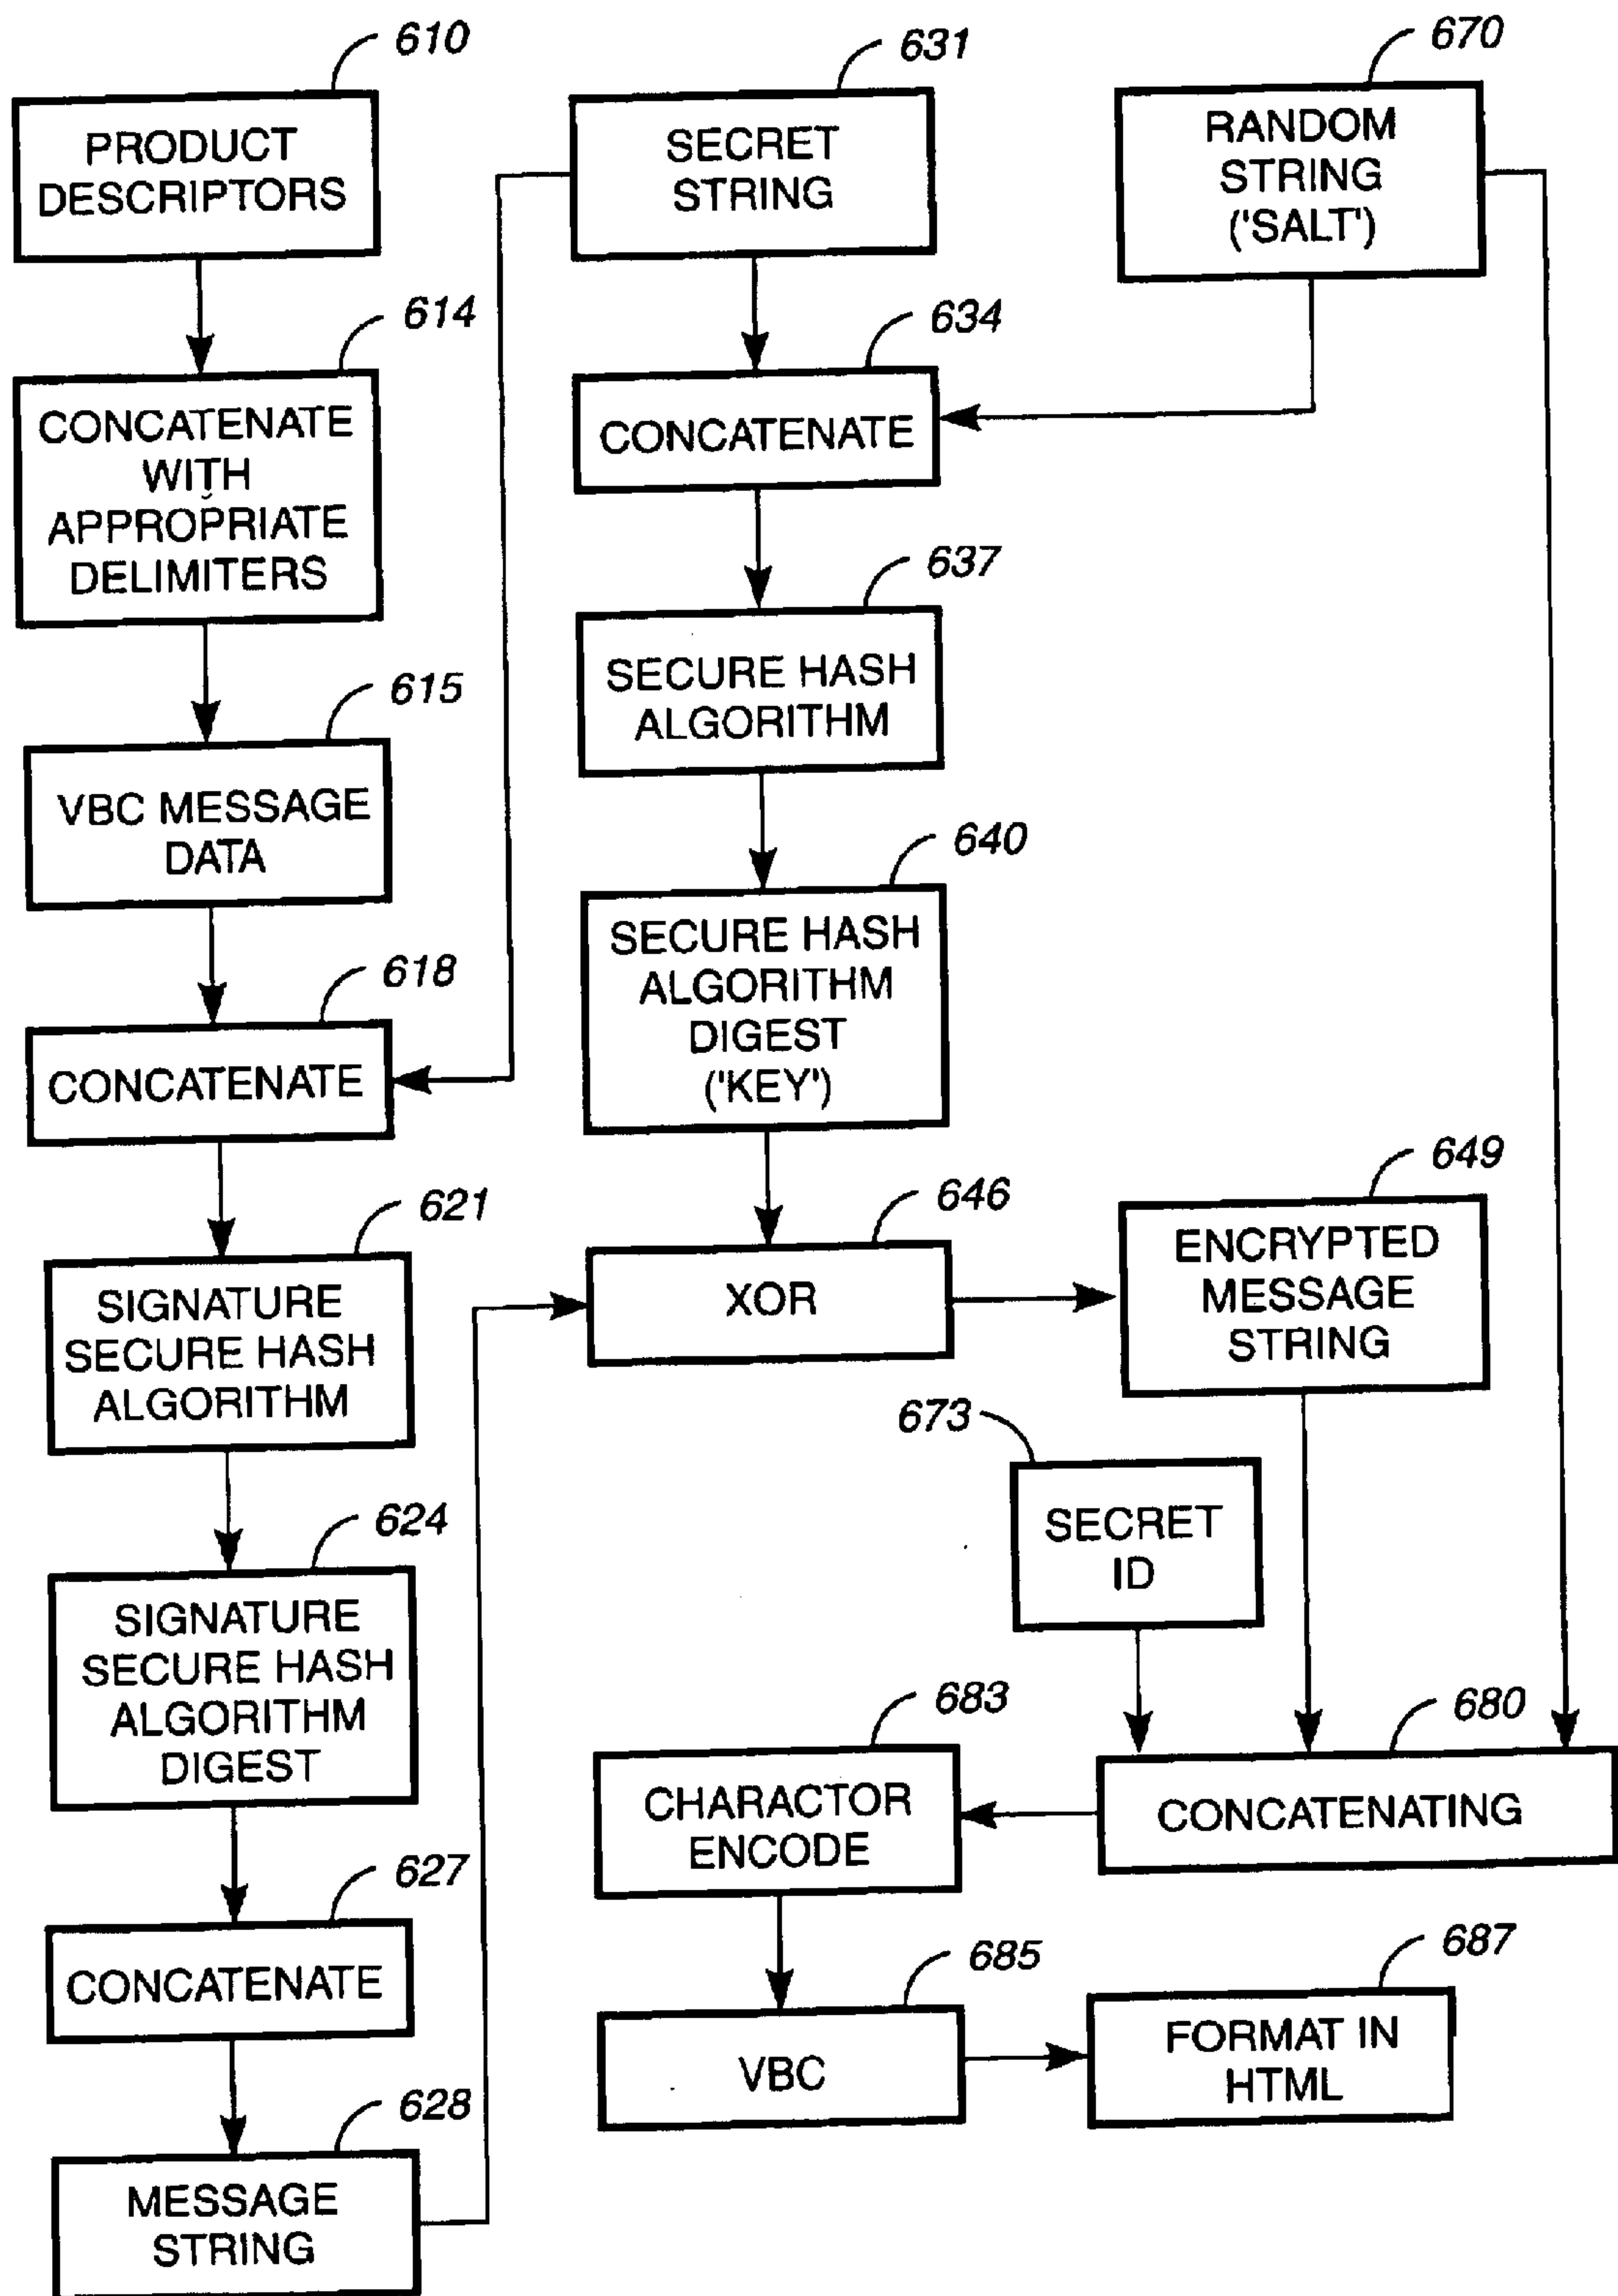 610
PRODUCT
DESCRIPTORS
614
CONCATENATE
WITH
APPROPRIATE
DELIMITERS
615
VBC MESSAGE
DATA
618
CONCATENATE
621
SIGNATURE
SECURE HASH
ALGORITHM
624
SIGNATURE
SECURE HASH
ALGORITHM
DIGEST
627
CONCATENATE
628
MESSAGE
STRING
631
SECRET
STRING
634
CONCATENATE
637
SECURE HASH
ALGORITHM
640
SECURE HASH
ALGORITHM
DIGEST
('KEY')
646
XOR
670
RANDOM
STRING
('SALT')
649
ENCRYPTED
MESSAGE
STRING
673
SECRET
ID
680
CONCATENATING
683
CHARACTOR
ENCODE
685
VBC
687
FORMAT IN
HTML